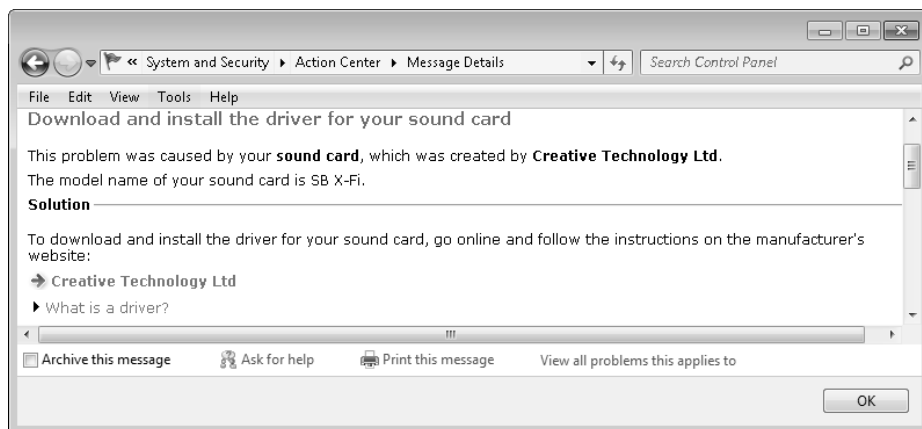 « System and Security ▸ Action Center ▸ Message Details Search Control Panel
File Edit View Tools Help
Download and install the driver for your sound card
This problem was caused by your sound card, which was created by Creative Technology Ltd.
The model name of your sound card is SB X-Fi.
Solution
To download and install the driver for your sound card, go online and follow the instructions on the manufacturer's
website:
Creative Technology Ltd
What is a driver?
Archive this message Ask for help Print this message View all problems this applies to
OK